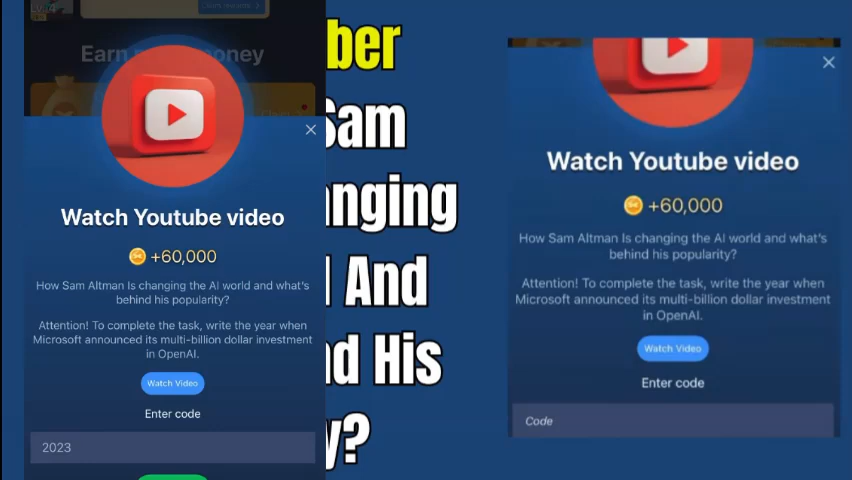 Earn
money
Watch Youtube video
+60,000
How Sam Altman Is changing the AI world and what's
behind his popularity?
Attention! To complete the task, write the year when
Microsoft announced its multi-billion dollar investment
in OpenAI.
Watch Video
Enter code
2023
ber
Sam
nging
And
His
y?
Watch Youtube video
+60,000
How Sam Altman Is changing the AI world and what's
behind his popularity?
Attention! To complete the task, write the year when
Microsoft announced its multi-billion dollar investment
in OpenAI.
Watch Video
Enter code
Code